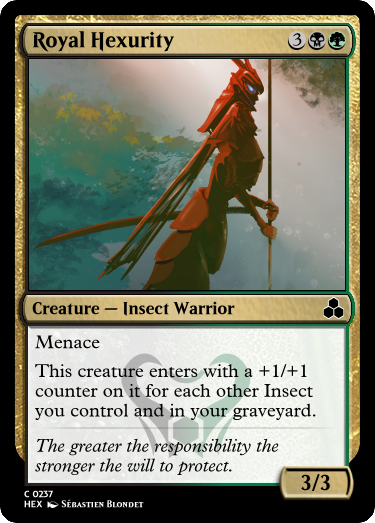 Royal Hexurity 3
Creature — Insect Warrior
Menace
This creature enters with a +1/+1
counter on it for each other Insect
you control and in your graveyard.
The greater the responsibility the
stronger the will to protect.
3/3
C 0237
HEX Sébastien Blondet